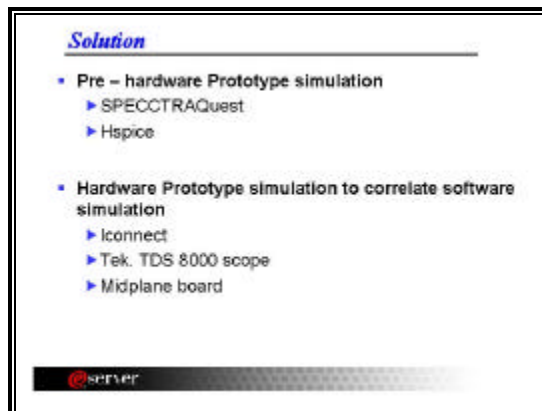 Solution
▪ Pre – hardware Prototype simulation
▶ SPECCTRAQuest
▶ Hspice
▪ Hardware Prototype simulation to correlate software
simulation
▶ Iconnect
▶ Tek. TDS 8000 scope
▶ Midplane board
@server